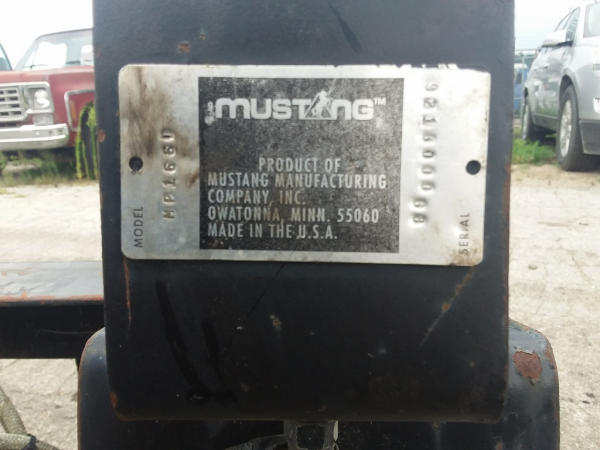 MUSTANG™
PRODUCT OF
MUSTANG MANUFACTURING
COMPANY, INC.
OWATONNA, MINN. 55060
MADE IN THE U.S.A.
MODEL
SERIAL